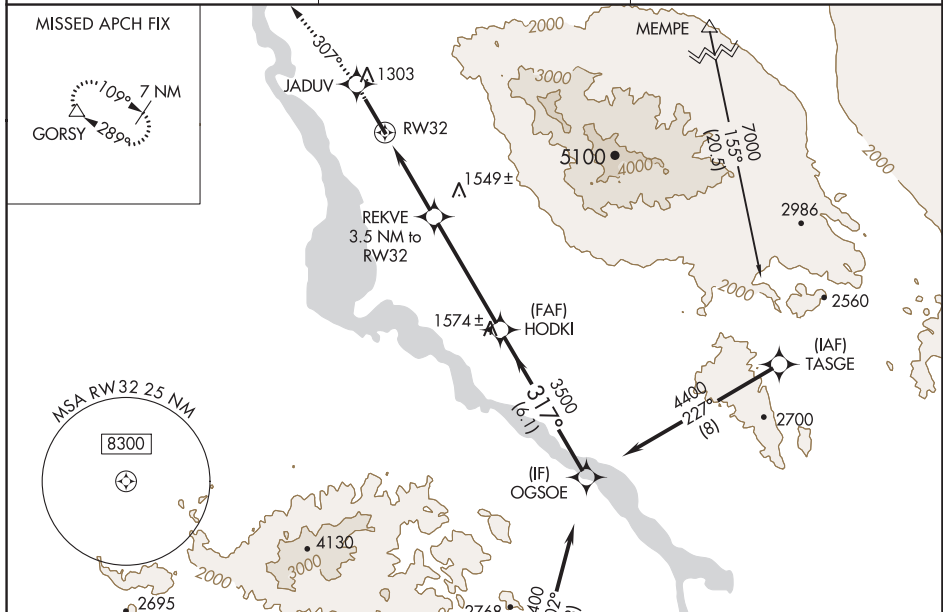 MISSED APCH FIX
109°
7 NM
GORSY
289°
307°
JADUV
1303
RW32
1549±
REKVE
3.5 NM to
RW32
1574±
(FAF)
HODKI
3500
317°
(6.1)
(IF)
OGSOE
MEMPE
2000
3000
5100
4000
7000
155°
(20.5)
2000
2986
2000
2560
(IAF)
TASGE
4400
227°
(8)
2700
MSA RW32 25 NM
8300
4130
3000
2000
2695
2768